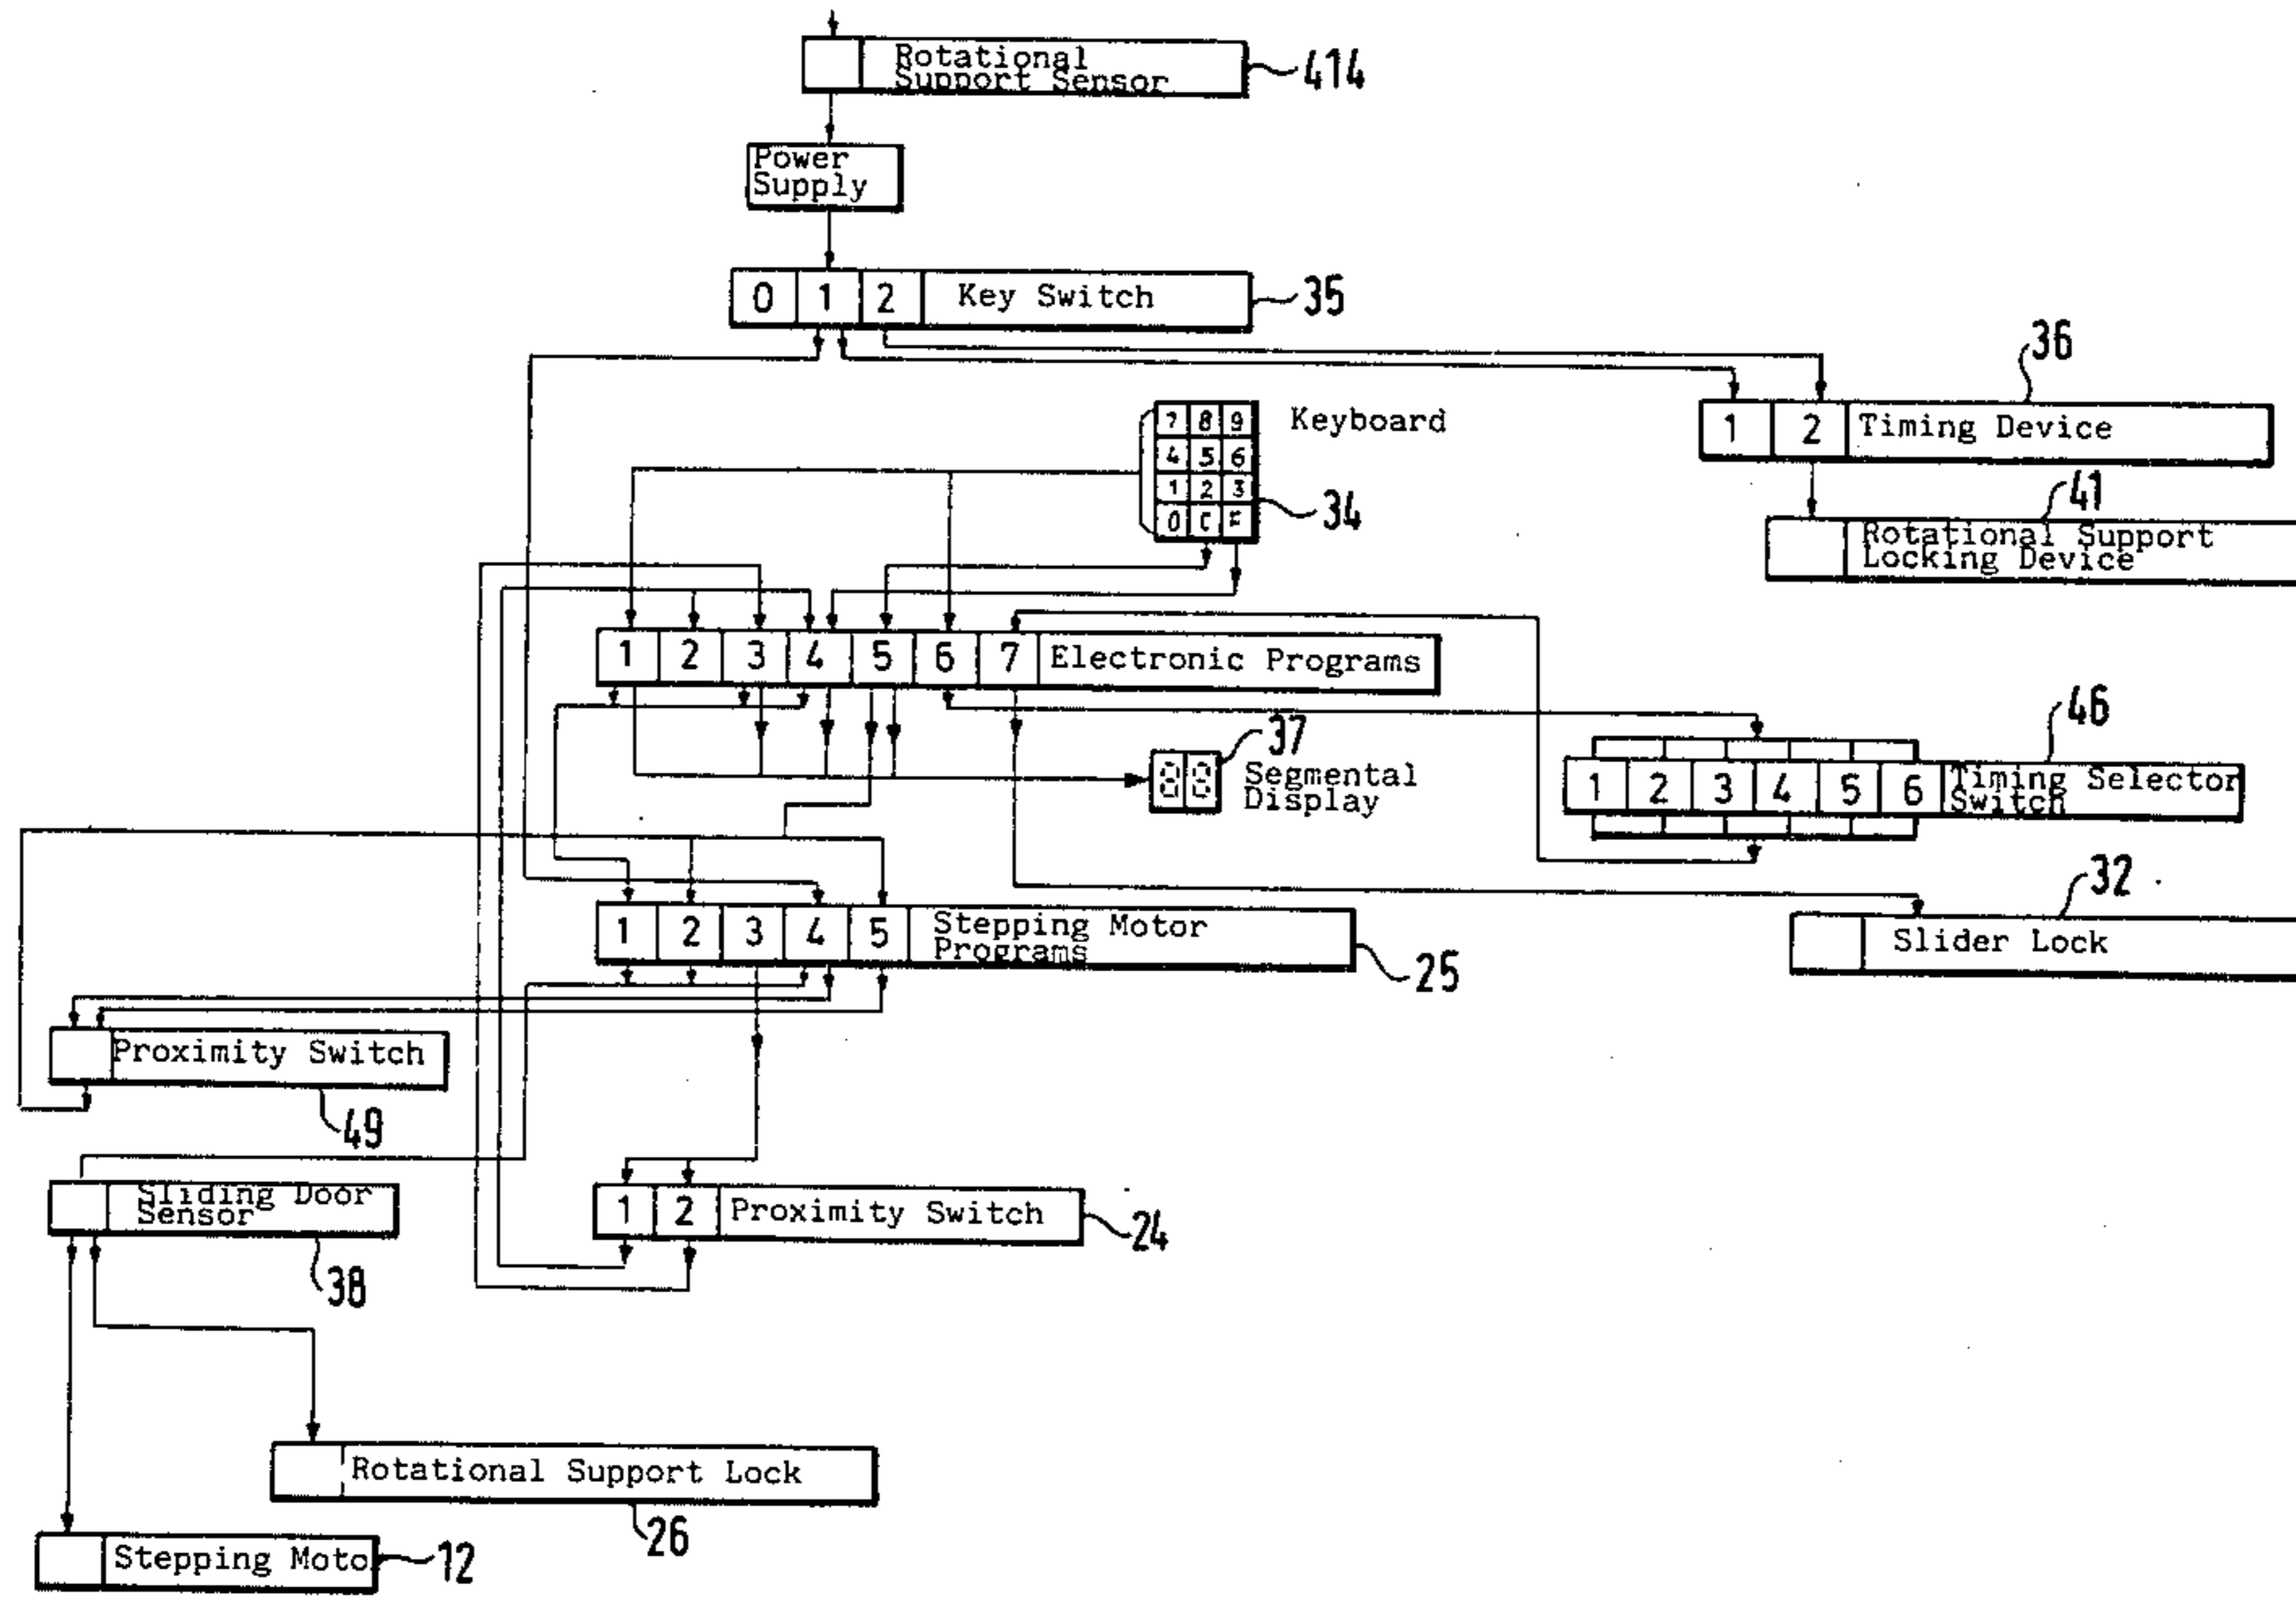 Rotational
Support Sensor
414
Power
Supply
0 1 2 Key Switch
35
36
1 2 Timing Device
7 8 9
4 5 6
1 2 3
0 C F
Keyboard
34
41
Rotational Support
Locking Device
1 2 3 4 5 6 7 Electronic Programs
37
Segmental
Display
46
1 2 3 4 5 6 Timing Selector
Switch
32
Slider Lock
1 2 3 4 5 Stepping Motor
Programs
25
Proximity Switch
49
Sliding Door
Sensor
38
1 2 Proximity Switch
24
Rotational Support Lock
26
Stepping Moto
12